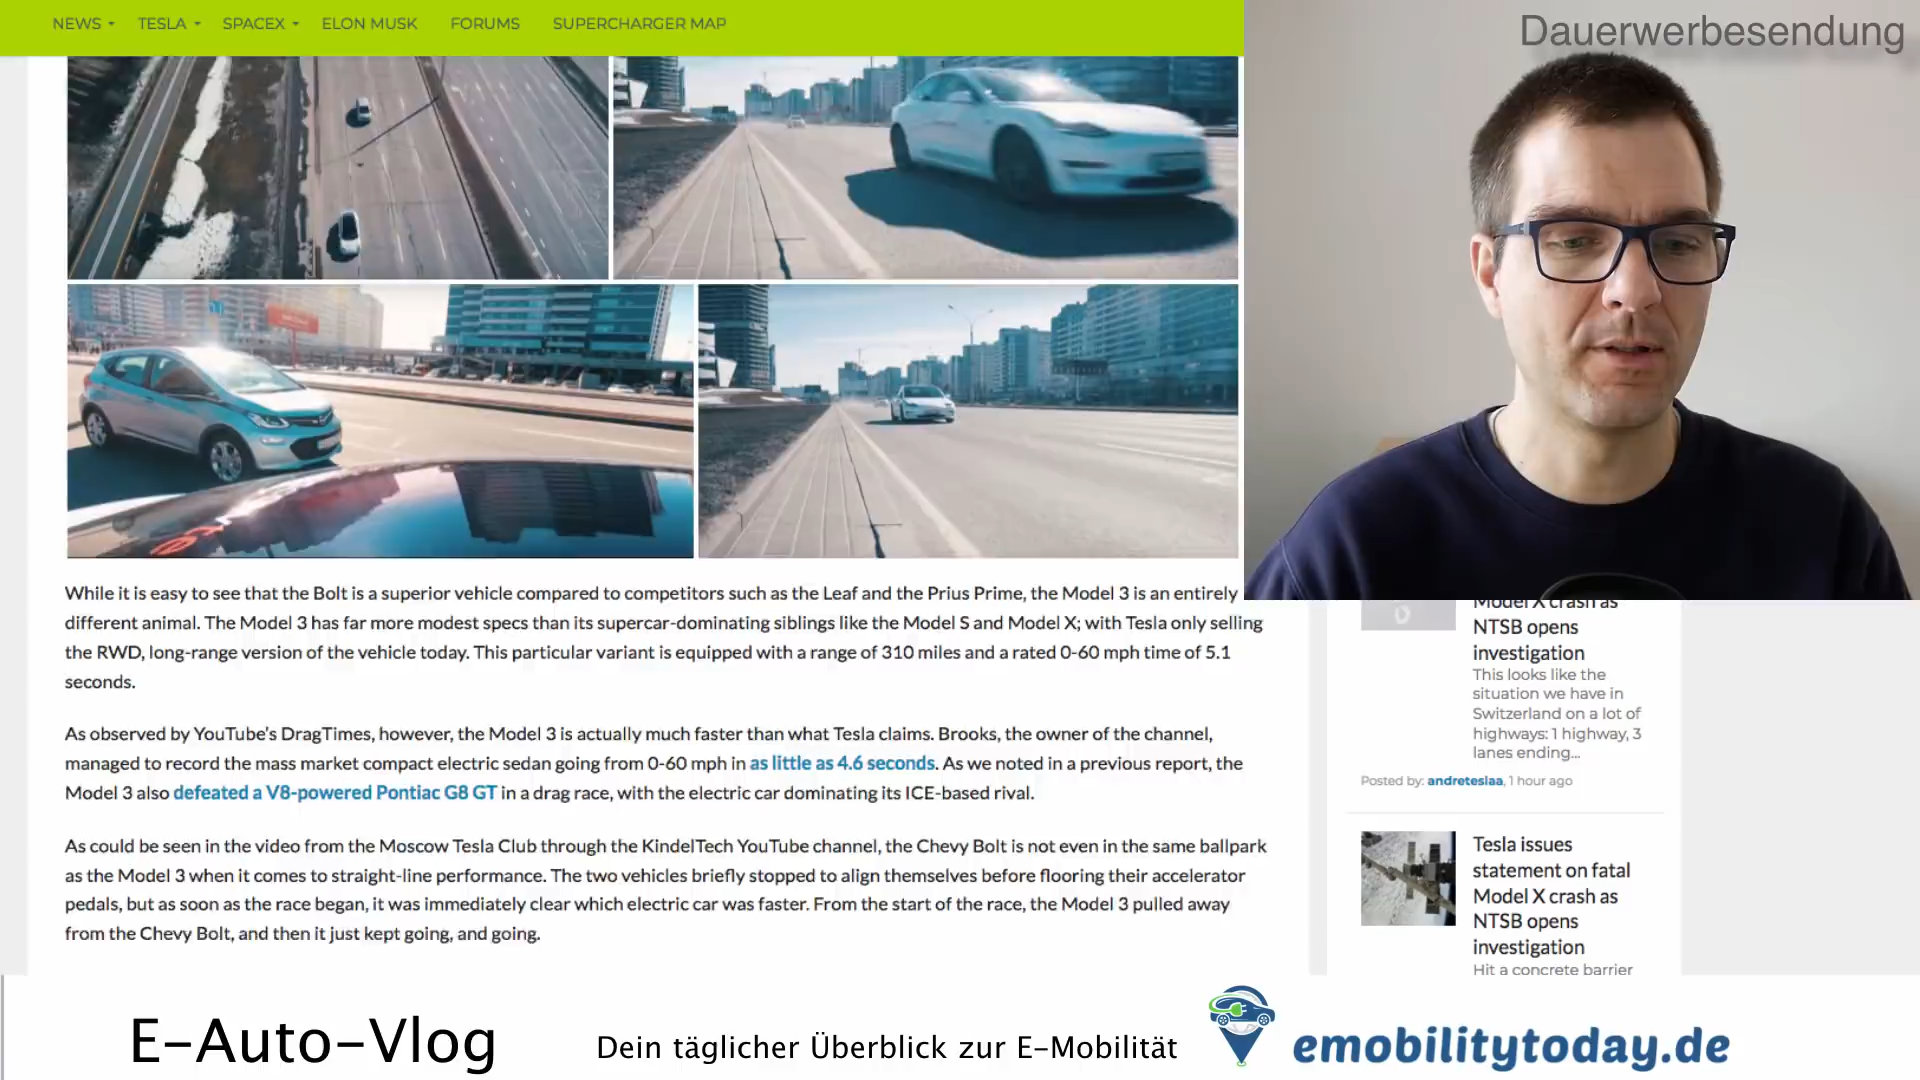 NEWS
TESLA
SPACEX
ELON MUSK
FORUMS
SUPERCHARGER MAP
Dauerwerbesendung
While it is easy to see that the Bolt is a superior vehicle compared to competitors such as the Leaf and the Prius Prime, the Model 3 is an entirely
different animal. The Model 3 has far more modest specs than its supercar-dominating siblings like the Model S and Model X; with Tesla only selling
the RWD, long-range version of the vehicle today. This particular variant is equipped with a range of 310 miles and a rated 0-60 mph time of 5.1
seconds.
As observed by YouTube's DragTimes, however, the Model 3 is actually much faster than what Tesla claims. Brooks, the owner of the channel,
managed to record the mass market compact electric sedan going from 0-60 mph in as little as 4.6 seconds. As we noted in a previous report, the
Model 3 also defeated a V8-powered Pontiac G8 GT in a drag race, with the electric car dominating its ICE-based rival.
As could be seen in the video from the Moscow Tesla Club through the KindelTech YouTube channel, the Chevy Bolt is not even in the same ballpark
as the Model 3 when it comes to straight-line performance. The two vehicles briefly stopped to align themselves before flooring their accelerator
pedals, but as soon as the race began, it was immediately clear which electric car was faster. From the start of the race, the Model 3 pulled away
from the Chevy Bolt, and then it just kept going, and going.
Model X crash as
NTSB opens
investigation
This looks like the
situation we have in
Switzerland on a lot of
highways: 1 highway, 3
lanes ending...
Posted by: andreteslaa, 1 hour ago
Tesla issues
statement on fatal
Model X crash as
NTSB opens
investigation
Hit a concrete barrier
E-Auto-Vlog
Dein täglicher Überblick zur E-Mobilität
emobilitytoday.de